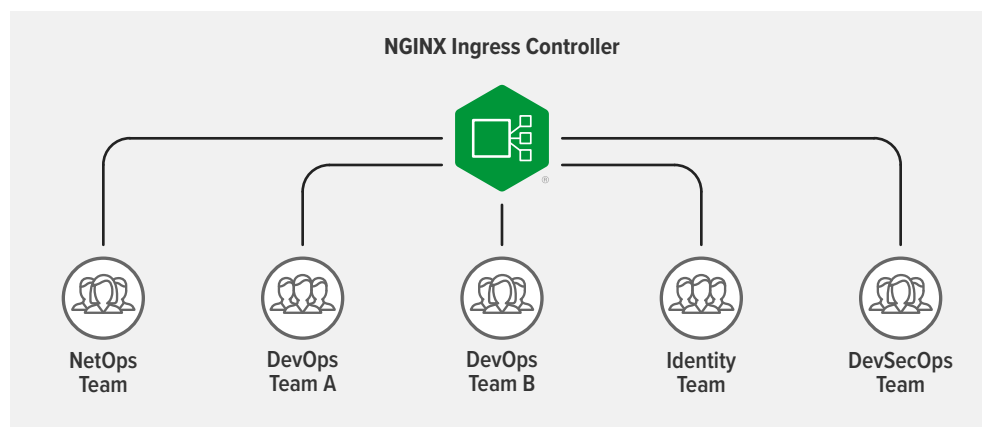 NGINX Ingress Controller
®
NetOps
Team
DevOps
Team A
DevOps
Team B
Identity
Team
DevSecOps
Team